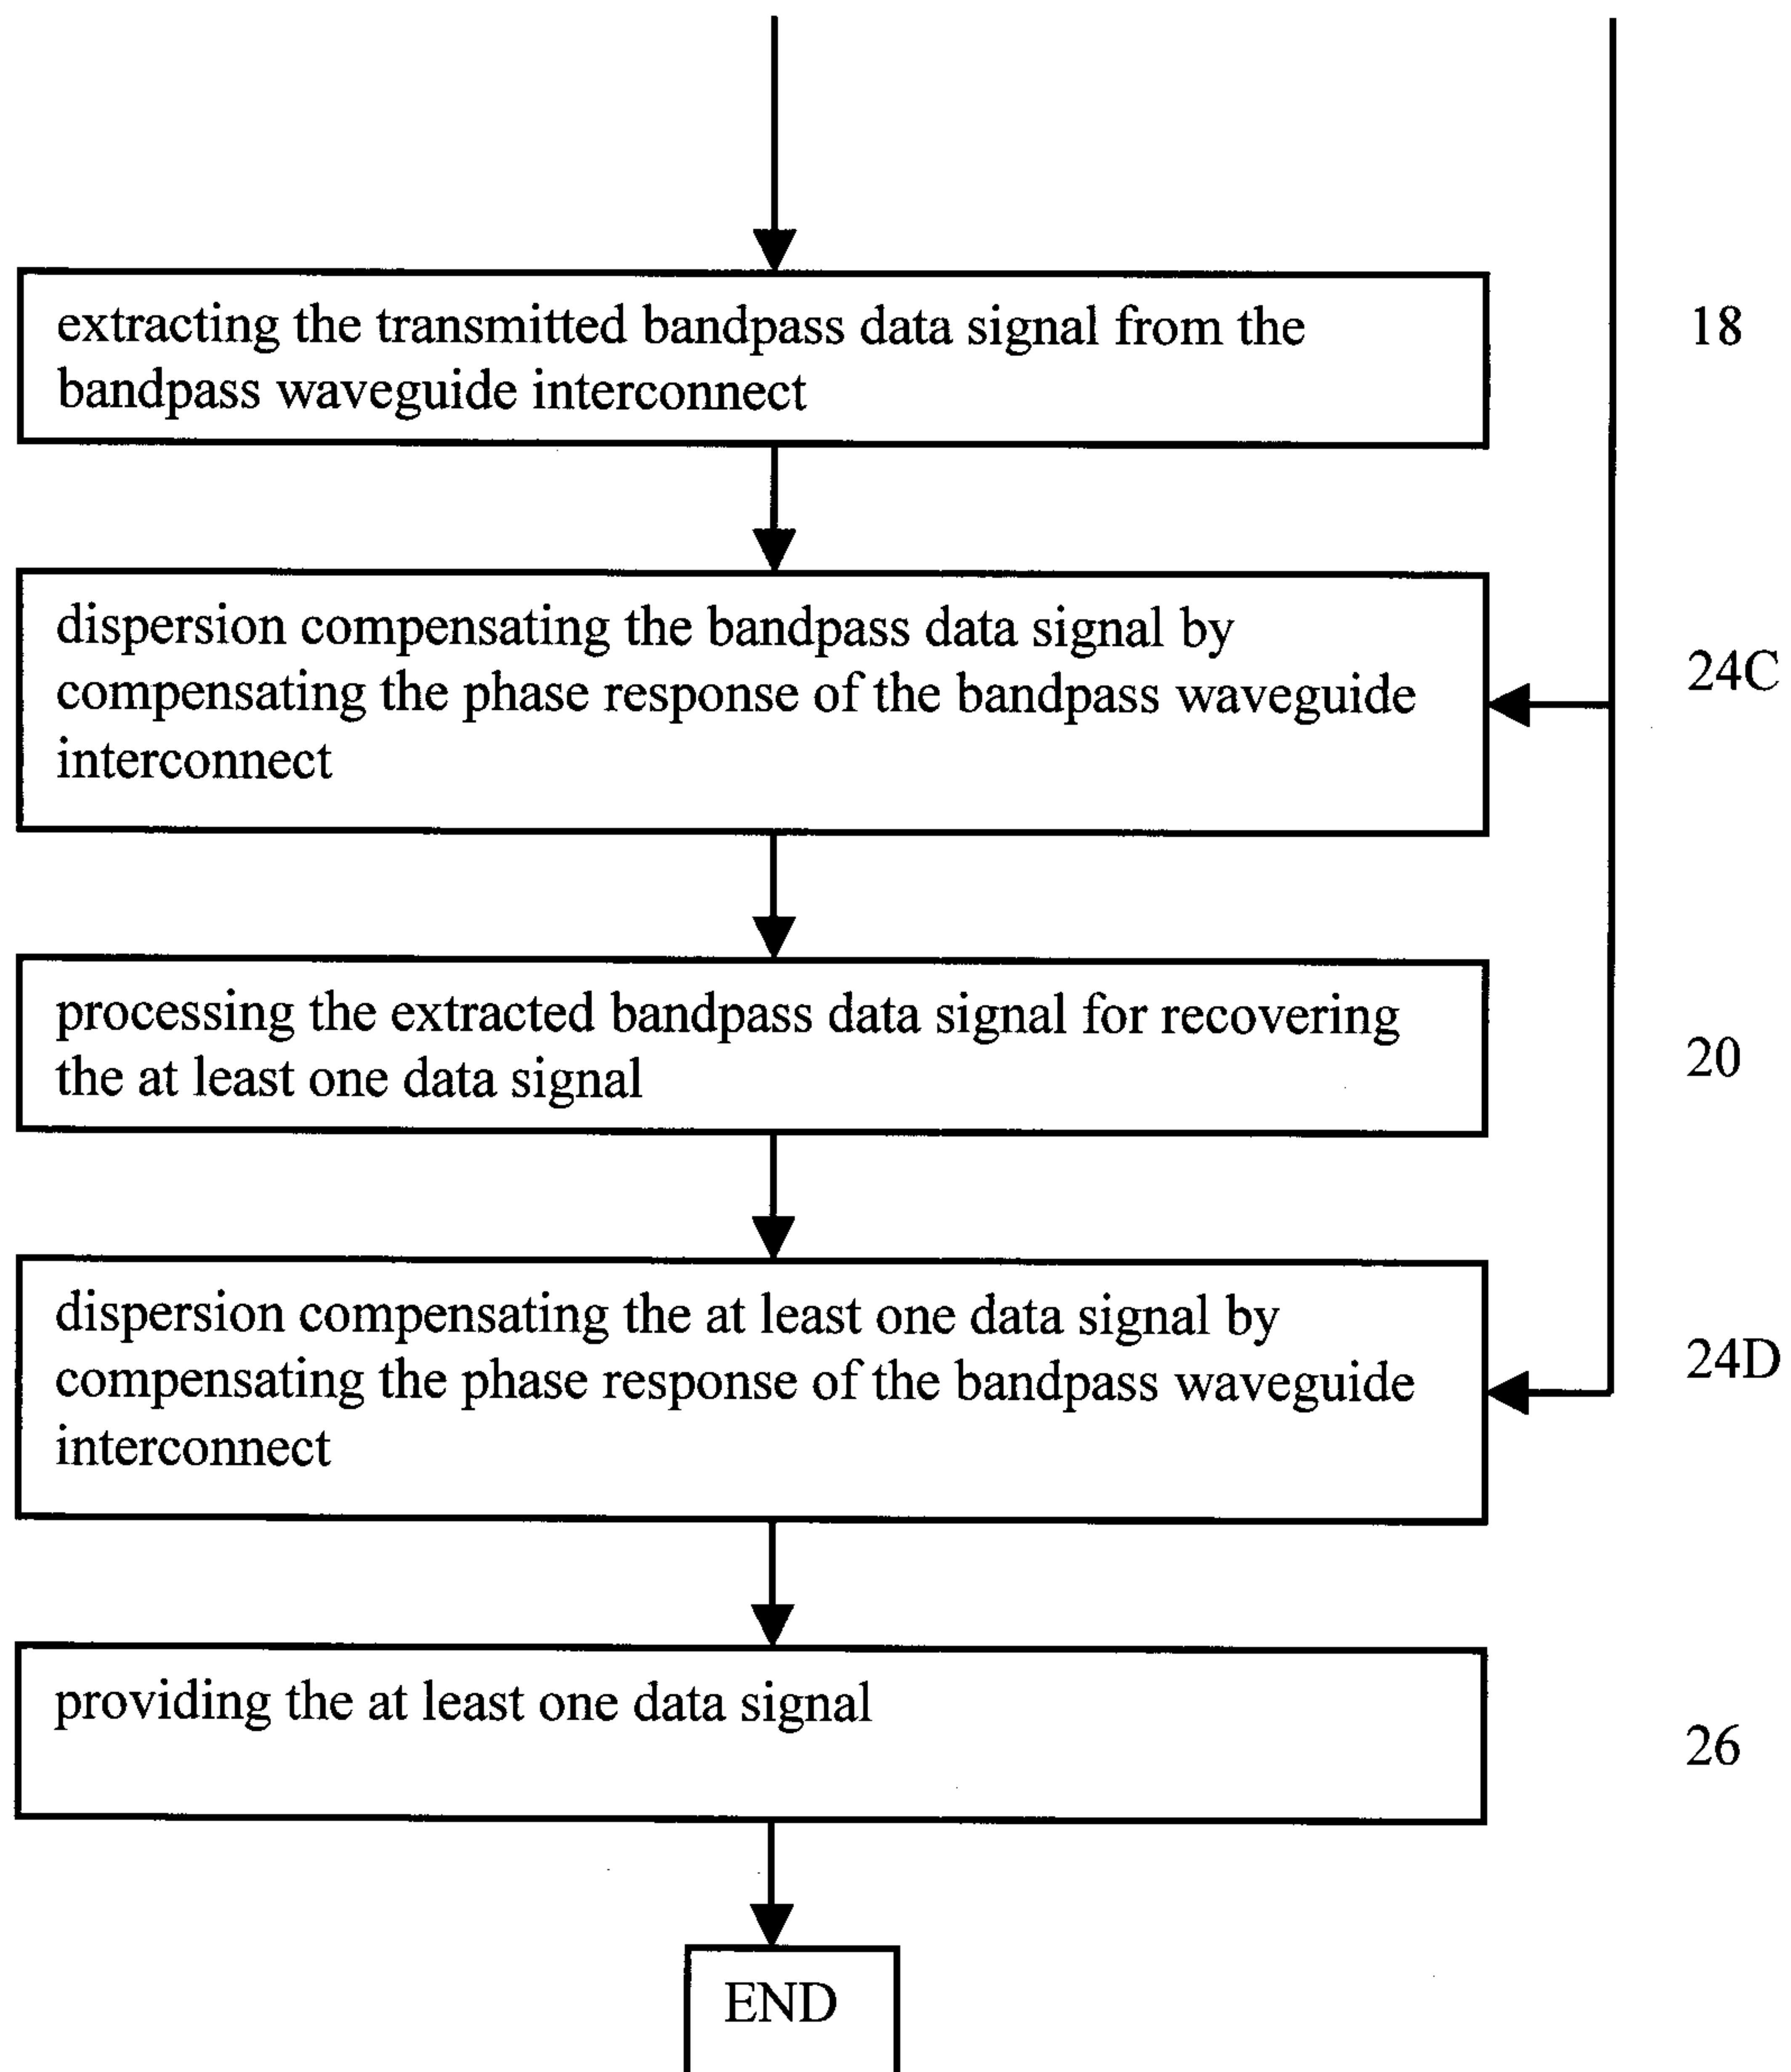 extracting the transmitted bandpass data signal from the
bandpass waveguide interconnect
18
dispersion compensating the bandpass data signal by
compensating the phase response of the bandpass waveguide
interconnect
24C
processing the extracted bandpass data signal for recovering
the at least one data signal
20
dispersion compensating the at least one data signal by
compensating the phase response of the bandpass waveguide
interconnect
24D
providing the at least one data signal
26
END